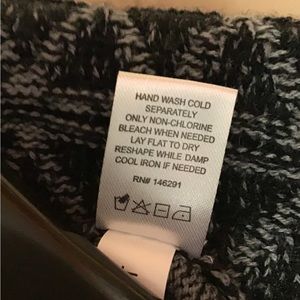 HAND WASH COLD
SEPARATELY
ONLY NON-CHLORINE
BLEACH WHEN NEEDED
LAY FLAT TO DRY
RESHAPE WHILE DAMP
COOL IRON IF NEEDED
RN# 146291